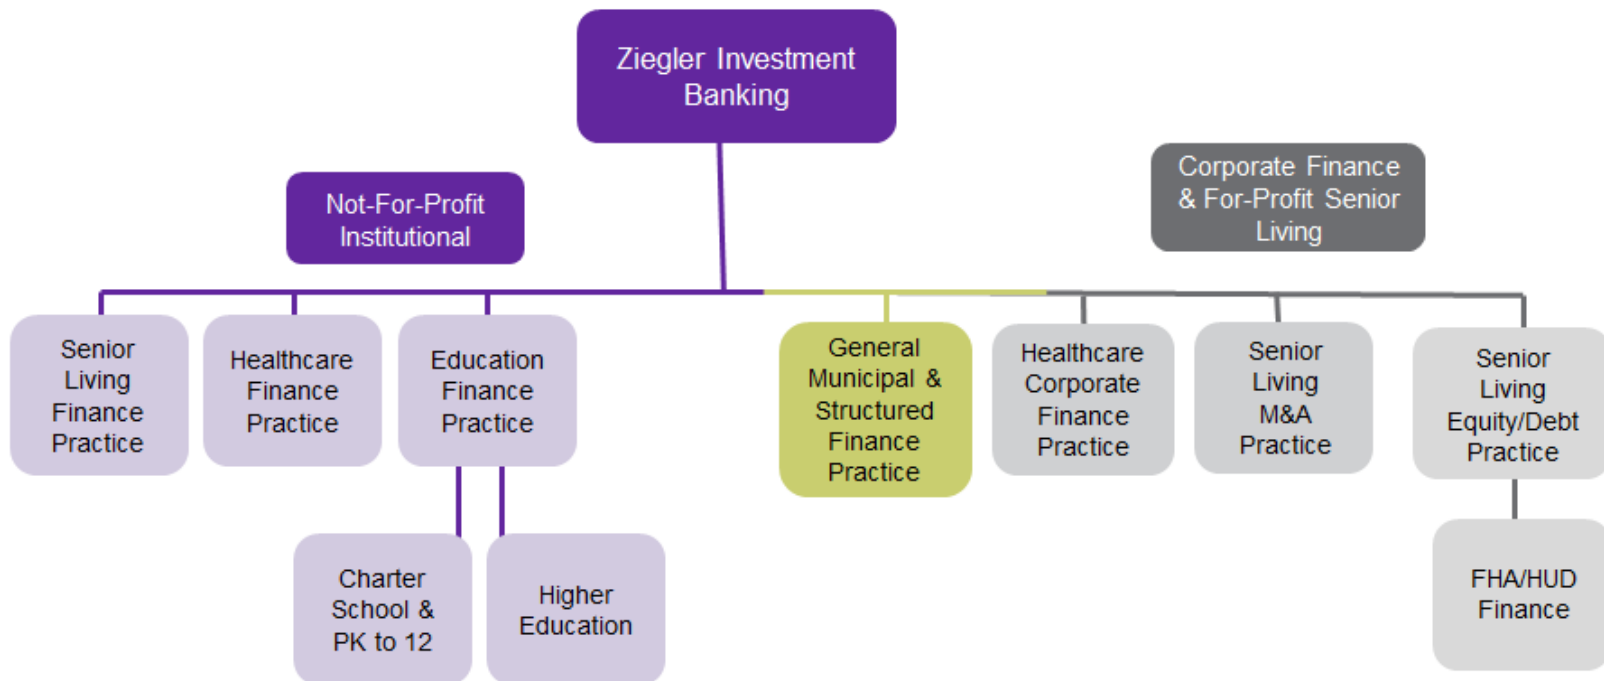 Ziegler Investment
Banking
Not-For-Profit
Institutional
Corporate Finance
& For-Profit Senior
Living
Senior
Living
Finance
Practice
Healthcare
Finance
Practice
Education
Finance
Practice
General
Municipal &
Structured
Finance
Practice
Healthcare
Corporate
Finance
Practice
Senior
Living
M&A
Practice
Senior
Living
Equity/Debt
Practice
Charter
School &
PK to 12
Higher
Education
FHA/HUD
Finance